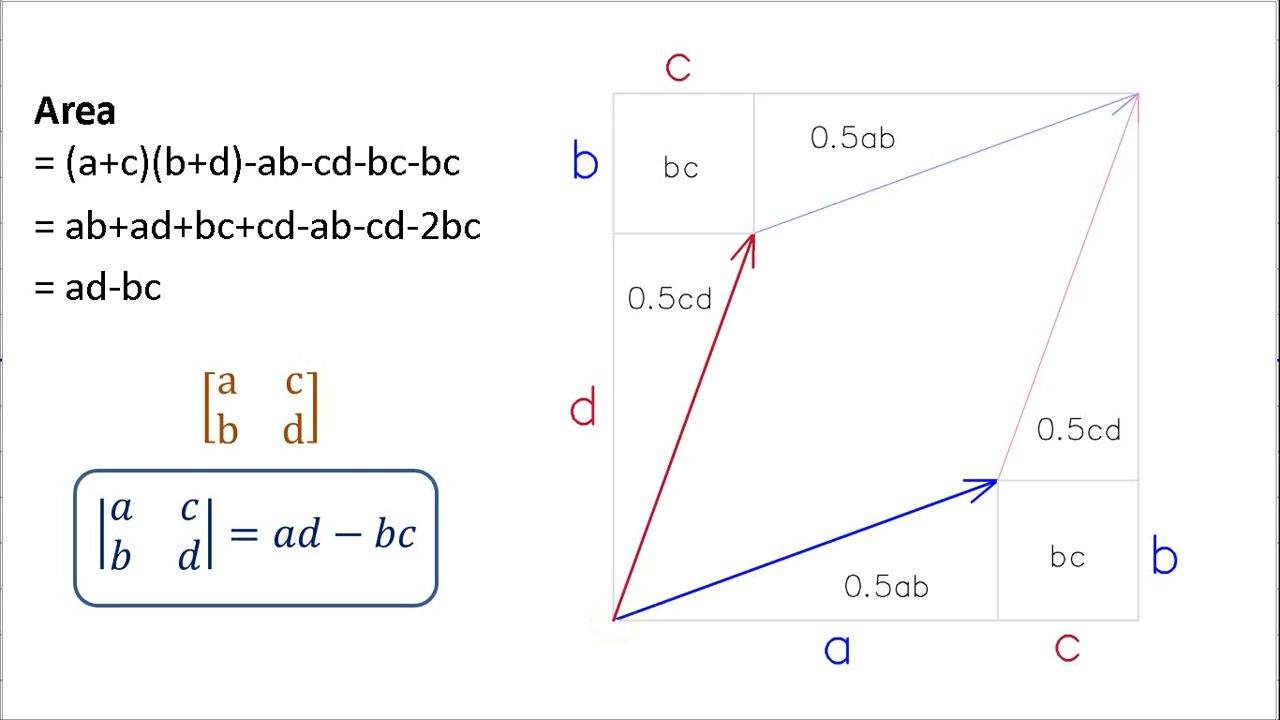 Area
= (a+c)(b+d)-ab-cd-bc-bc
= ab+ad+bc+cd-ab-cd-2bc
= ad-bc
[a c]
[b d]
|a c|
|b d| = ad − bc
c
b
bc
0.5ab
0.5cd
d
0.5cd
bc
b
0.5ab
a
c